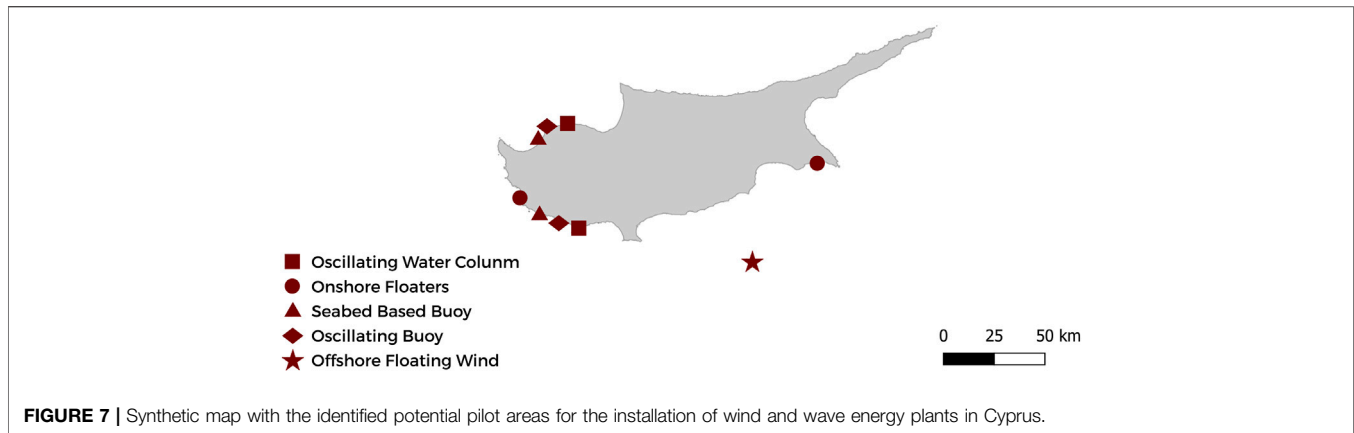 Oscillating Water Colunm
Onshore Floaters
Seabed Based Buoy
Oscillating Buoy
Offshore Floating Wind
0 25 50 km
FIGURE 7 | Synthetic map with the identified potential pilot areas for the installation of wind and wave energy plants in Cyprus.